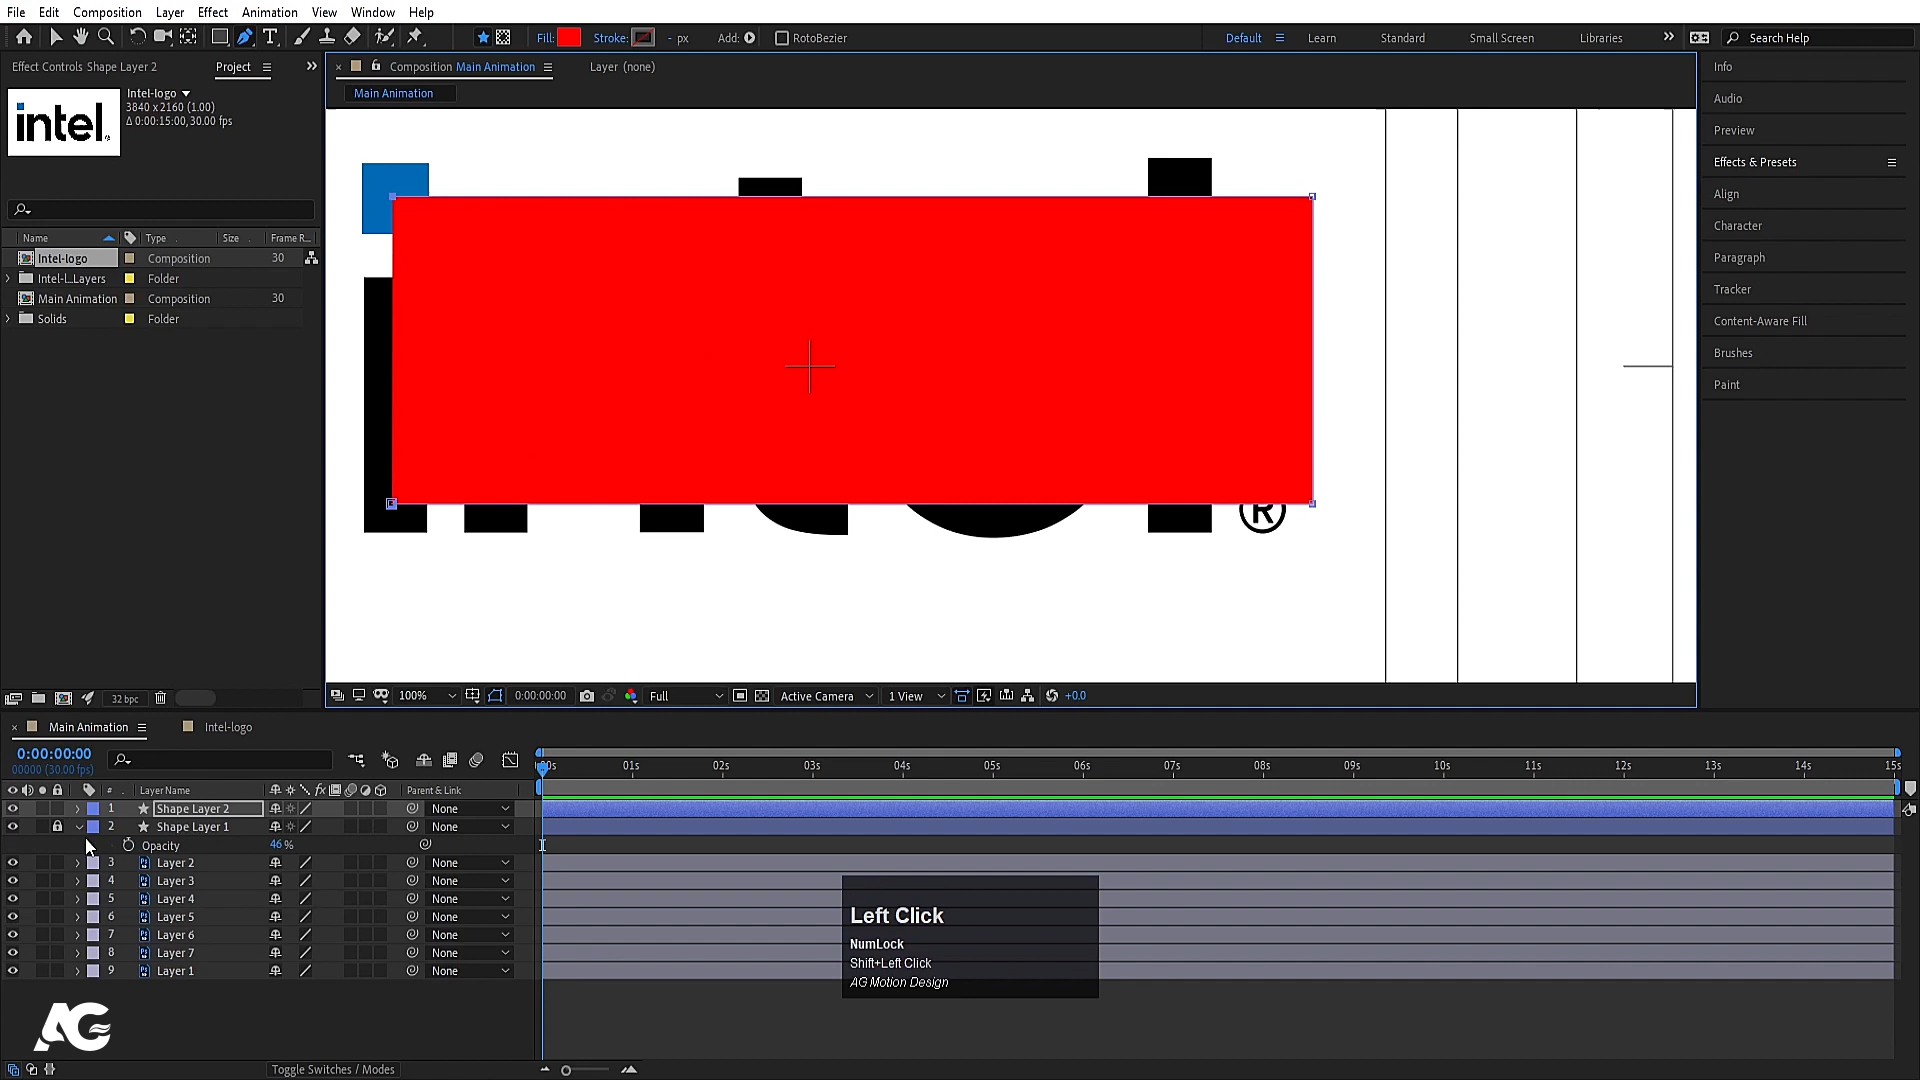 File Edit Composition Layer Effect Animation View Window Help
Fill: Stroke: - px Add: RotoBezier Default Learn Standard Small Screen Libraries Search Help
Effect Controls Shape Layer 2 Project
Composition Main Animation Layer (none)
Main Animation
Intel-logo
3840 x 2160 (1.00)
Δ 0:00:15:00, 30.00 fps
intel.
Name Type Size Frame R...
Intel-logo Composition 30
Intel-l...Layers Folder
Main Animation Composition 30
Solids Folder
Info
Audio
Preview
Effects & Presets
Align
Character
Paragraph
Tracker
Content-Aware Fill
Brushes
Paint
®
32 bpc
100% 0:00:00:00 Full Active Camera 1 View +0.0
Main Animation Intel-logo
0:00:00:00
00000 (30.00 fps)
00s 01s 02s 03s 04s 05s 06s 07s 08s 09s 10s 11s 12s 13s 14s 15s
# Layer Name fx Parent & Link
1 Shape Layer 2 None
2 Shape Layer 1 None
Opacity 46 %
3 Layer 2 None
4 Layer 3 None
5 Layer 4 None
6 Layer 5 None
7 Layer 6 None
8 Layer 7 None
9 Layer 1 None
Left Click
NumLock
Shift+Left Click
AG Motion Design
AG
Toggle Switches / Modes